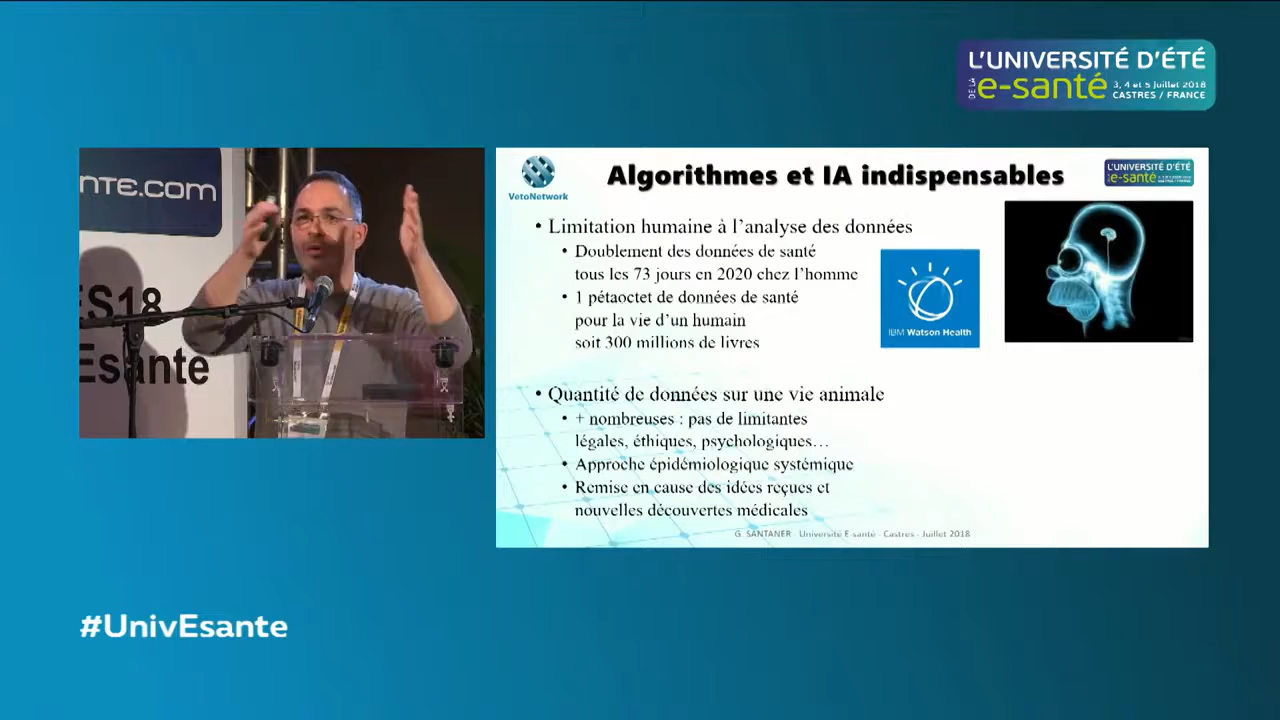 L'UNIVERSITÉ D'ÉTÉ
DE LA e-santé 3, 4 et 5 Juillet 2018
CASTRES / FRANCE
NTE.com
ES18
Esante
VetoNetwork
Algorithmes et IA indispensables
L'UNIVERSITÉ D'ÉTÉ
e-santé
• Limitation humaine à l'analyse des données
• Doublement des données de santé
tous les 73 jours en 2020 chez l'homme
• 1 pétaoctet de données de santé
pour la vie d'un humain
soit 300 millions de livres
IBM Watson Health
• Quantité de données sur une vie animale
• + nombreuses : pas de limitantes
légales, éthiques, psychologiques…
• Approche épidémiologique systémique
• Remise en cause des idées reçues et
nouvelles découvertes médicales
G. SANTANER - Université E-santé - Castres - Juillet 2018
#UnivEsante